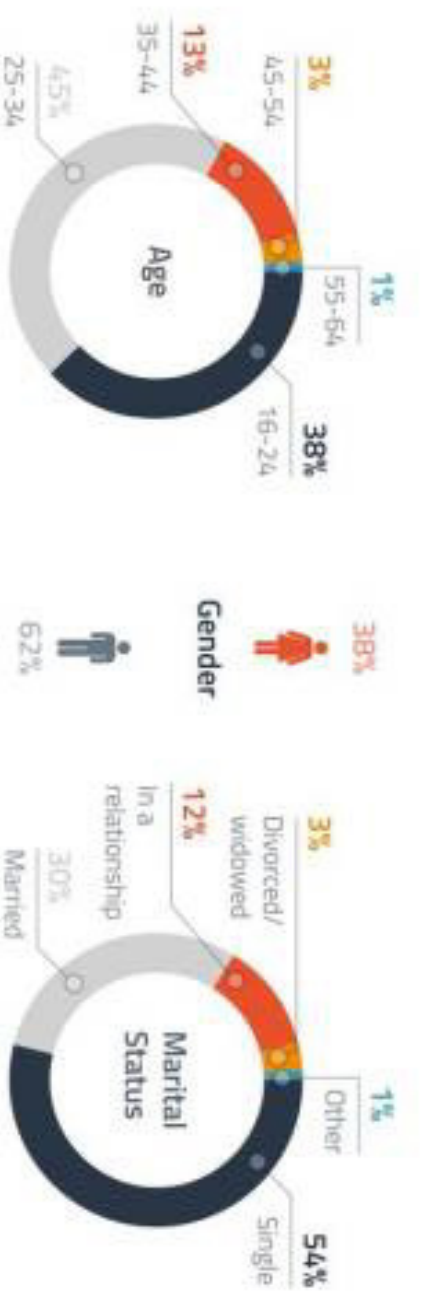 1%
55-64
3%
45-54
38%
16-24
13%
35-44
Age
45%
25-34
38%
Gender
62%
1%
Other
3%
Divorced/
widowed
54%
Single
12%
In a
relationship
Marital
Status
30%
Married